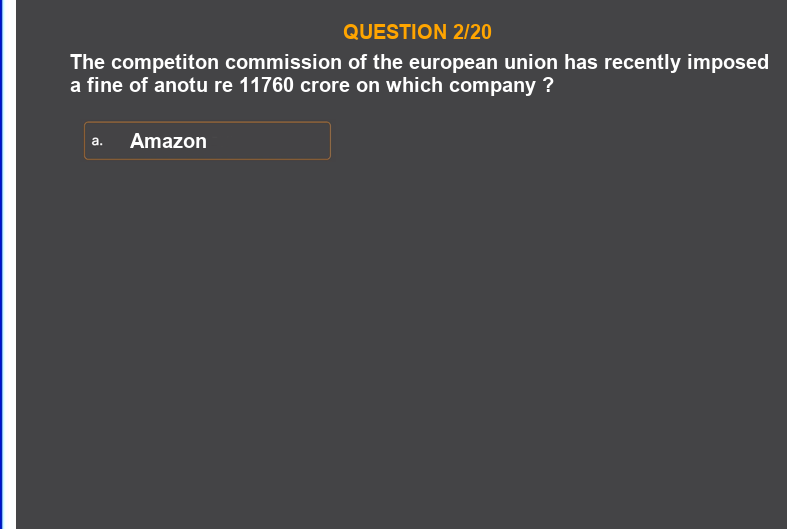 QUESTION 2/20
The competiton commission of the european union has recently imposed
a fine of anotu re 11760 crore on which company ?
a. Amazon